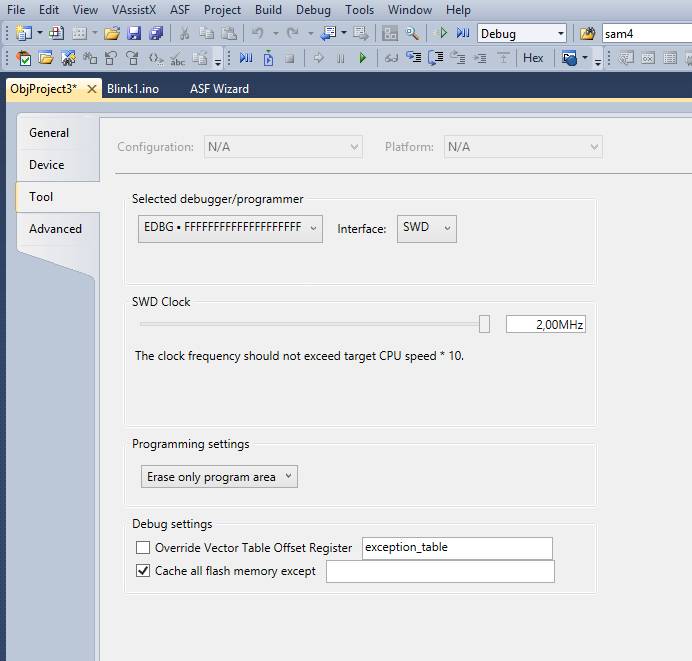 File Edit View VAssistX ASF Project Build Debug Tools Window Help
Debug sam4
Hex
ObjProject3* Blink1.ino ASF Wizard
General
Device
Tool
Advanced
Configuration: N/A Platform: N/A
Selected debugger/programmer
EDBG • FFFFFFFFFFFFFFFFFFFF Interface: SWD
SWD Clock
2,00MHz
The clock frequency should not exceed target CPU speed * 10.
Programming settings
Erase only program area
Debug settings
Override Vector Table Offset Register exception_table
Cache all flash memory except